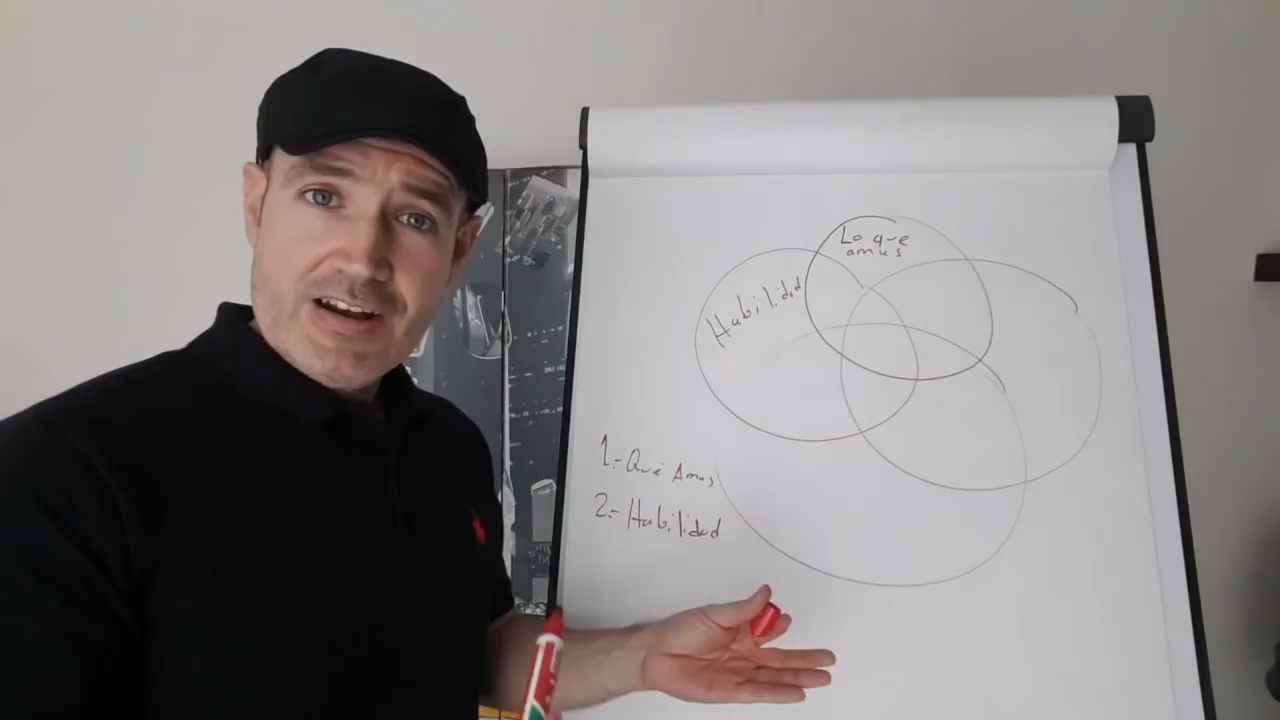 Lo que
amas
Habilidad
1.- Qué Amas
2.- Habilidad